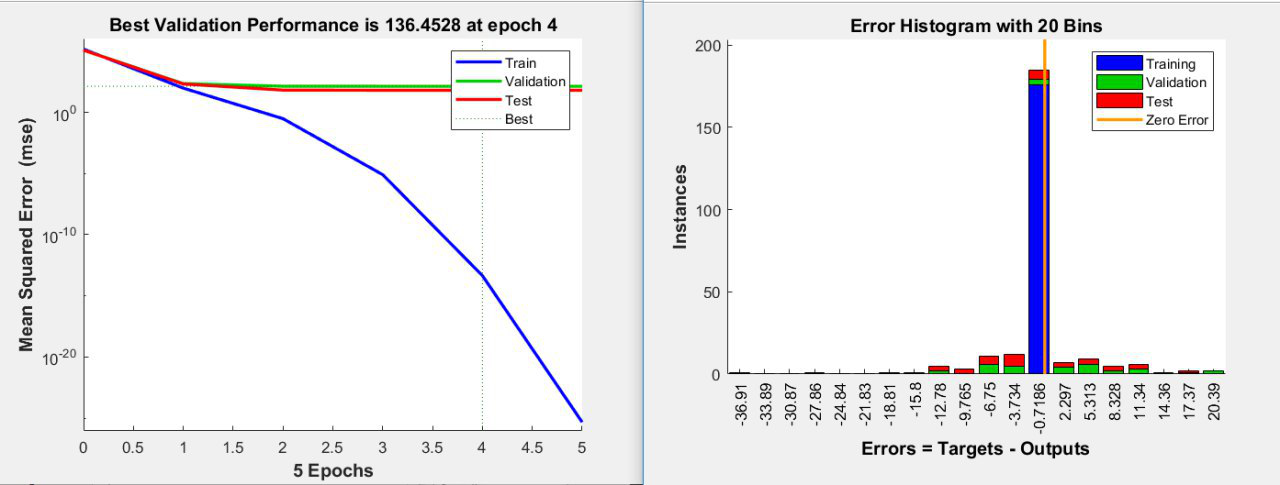 Best Validation Performance is 136.4528 at epoch 4
Mean Squared Error (mse)
10^0
10^-10
10^-20
Train
Validation
Test
Best
0 0.5 1 1.5 2 2.5 3 3.5 4 4.5 5
5 Epochs
Error Histogram with 20 Bins
Instances
200
150
100
50
0
Training
Validation
Test
Zero Error
-36.91
-33.89
-30.87
-27.86
-24.84
-21.83
-18.81
-15.8
-12.78
-9.765
-6.75
-3.734
-0.7186
2.297
5.313
8.328
11.34
14.36
17.37
20.39
Errors = Targets - Outputs